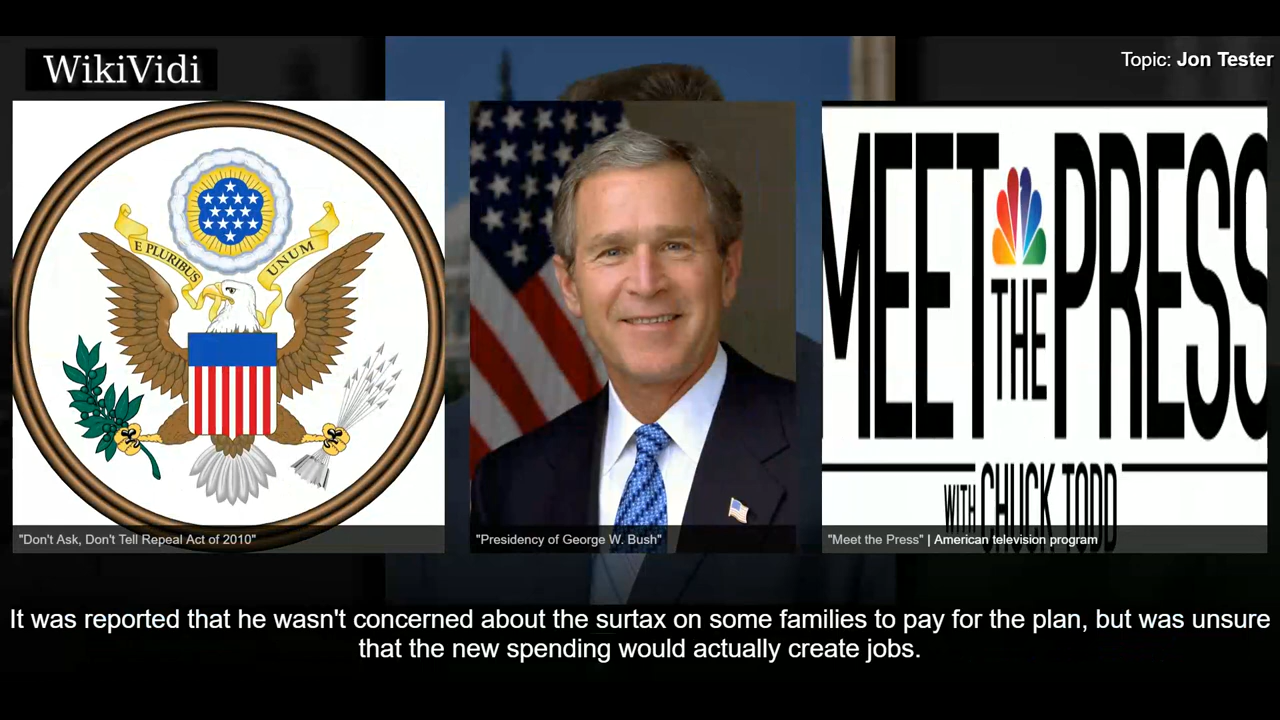 WikiVidi
Topic: Jon Tester
E PLURIBUS UNUM
MEET THE PRESS
WITH CHUCK TODD
"Don't Ask, Don't Tell Repeal Act of 2010"
"Presidency of George W. Bush"
"Meet the Press" | American television program
It was reported that he wasn't concerned about the surtax on some families to pay for the plan, but was unsure
that the new spending would actually create jobs.